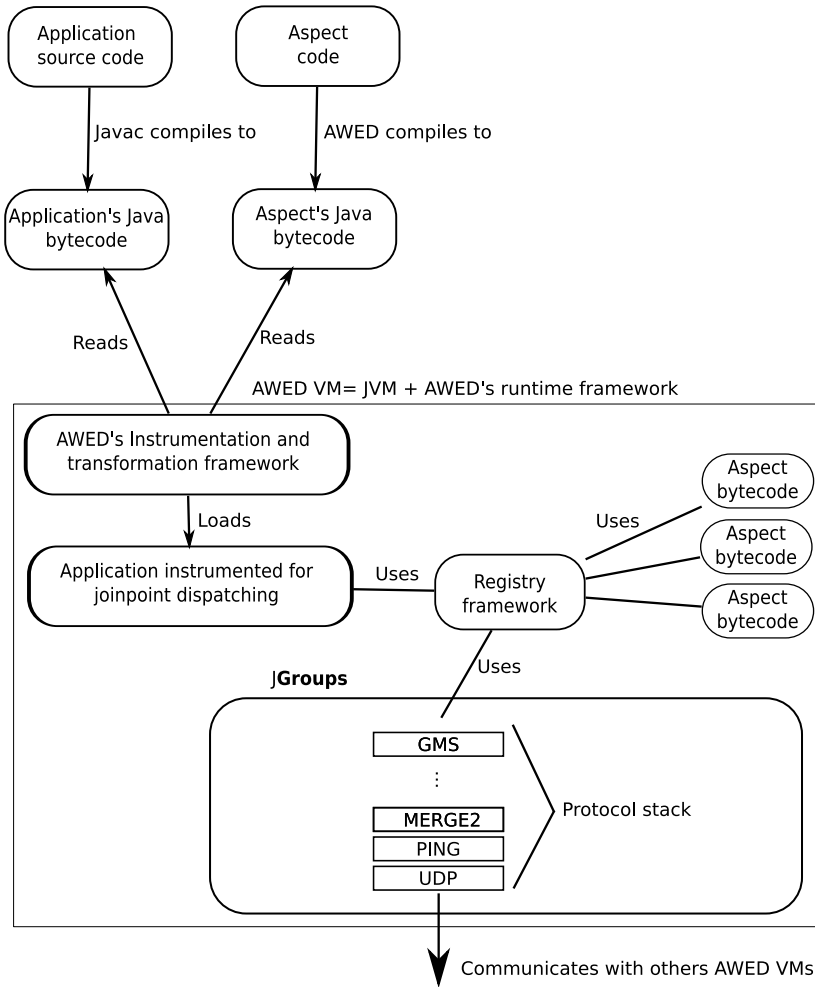 Application
source code
Aspect
code
Javac compiles to
AWED compiles to
Application's Java
bytecode
Aspect's Java
bytecode
Reads
Reads
AWED VM= JVM + AWED's runtime framework
AWED's Instrumentation and
transformation framework
Loads
Application instrumented for
joinpoint dispatching
Uses
Registry
framework
Uses
Aspect
bytecode
Aspect
bytecode
Aspect
bytecode
Uses
JGroups
GMS
...
MERGE2
PING
UDP
Protocol stack
Communicates with others AWED VMs